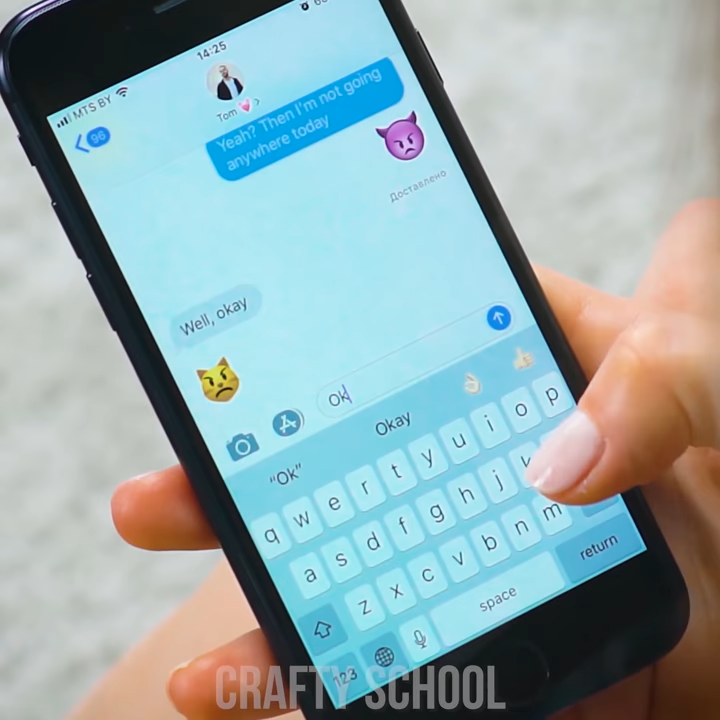 14:25
MTS BY
96
Tom
Yeah? Then I'm not going
anywhere today
Доставлено
Well, okay
ok
"Ok" Okay
q w e r t y u i o p
a s d f g h j k
z x c v b n m
123 space return
CRAFTY SCHOOL